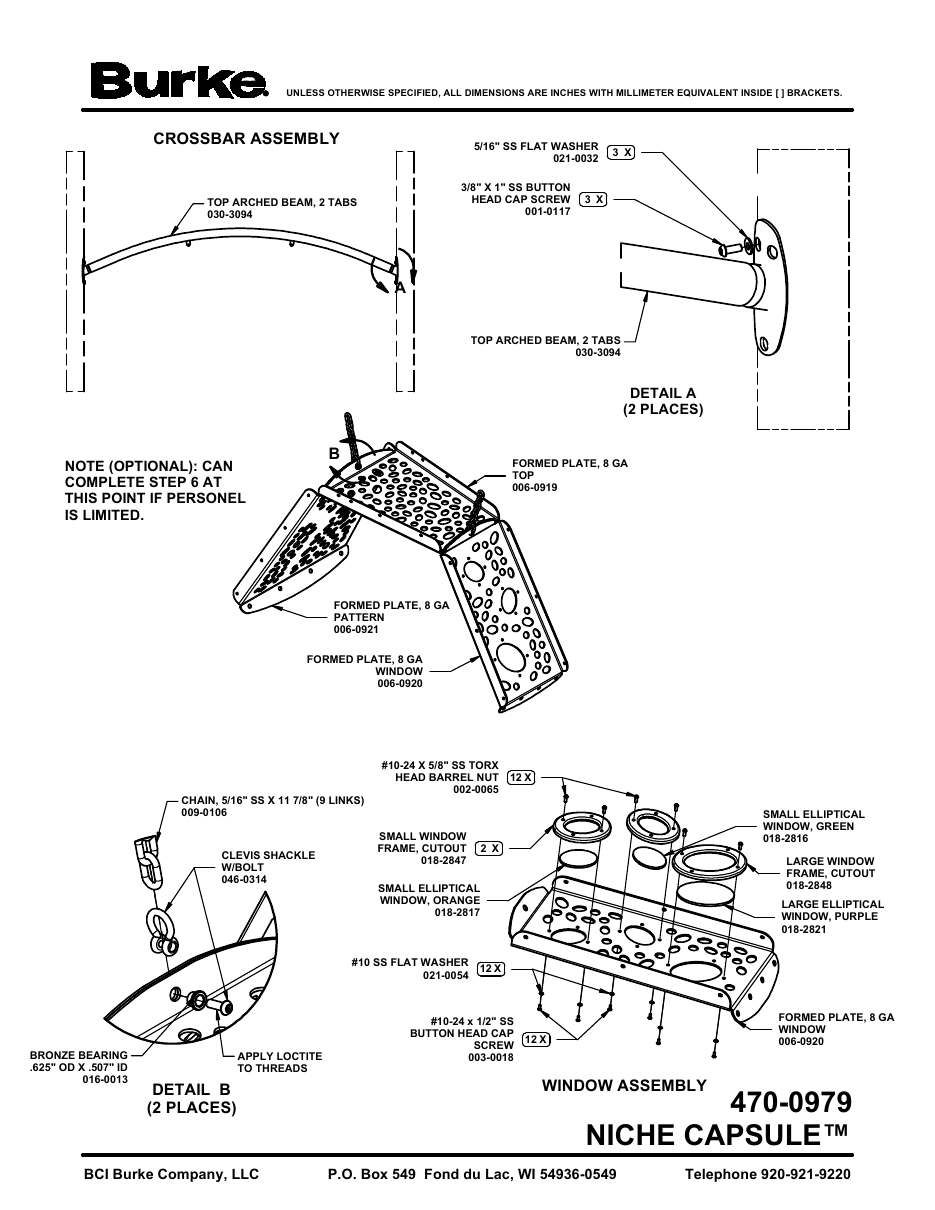 Burke
UNLESS OTHERWISE SPECIFIED, ALL DIMENSIONS ARE INCHES WITH MILLIMETER EQUIVALENT INSIDE [ ] BRACKETS.
CROSSBAR ASSEMBLY
TOP ARCHED BEAM, 2 TABS
030-3094
A
5/16" SS FLAT WASHER
021-0032
3 X
3/8" X 1" SS BUTTON
HEAD CAP SCREW
001-0117
3 X
TOP ARCHED BEAM, 2 TABS
030-3094
DETAIL A
(2 PLACES)
NOTE (OPTIONAL): CAN
COMPLETE STEP 6 AT
THIS POINT IF PERSONEL
IS LIMITED.
B
FORMED PLATE, 8 GA
TOP
006-0919
FORMED PLATE, 8 GA
PATTERN
006-0921
FORMED PLATE, 8 GA
WINDOW
006-0920
CHAIN, 5/16" SS X 11 7/8" (9 LINKS)
009-0106
CLEVIS SHACKLE
W/BOLT
046-0314
BRONZE BEARING
.625" OD X .507" ID
016-0013
APPLY LOCTITE
TO THREADS
DETAIL B
(2 PLACES)
#10-24 X 5/8" SS TORX
HEAD BARREL NUT
002-0065
12 X
SMALL WINDOW
FRAME, CUTOUT
018-2847
2 X
SMALL ELLIPTICAL
WINDOW, ORANGE
018-2817
SMALL ELLIPTICAL
WINDOW, GREEN
018-2816
LARGE WINDOW
FRAME, CUTOUT
018-2848
LARGE ELLIPTICAL
WINDOW, PURPLE
018-2821
#10 SS FLAT WASHER
021-0054
12 X
#10-24 x 1/2" SS
BUTTON HEAD CAP
SCREW
003-0018
12 X
FORMED PLATE, 8 GA
WINDOW
006-0920
WINDOW ASSEMBLY
470-0979
NICHE CAPSULE™
BCI Burke Company, LLC
P.O. Box 549 Fond du Lac, WI 54936-0549
Telephone 920-921-9220